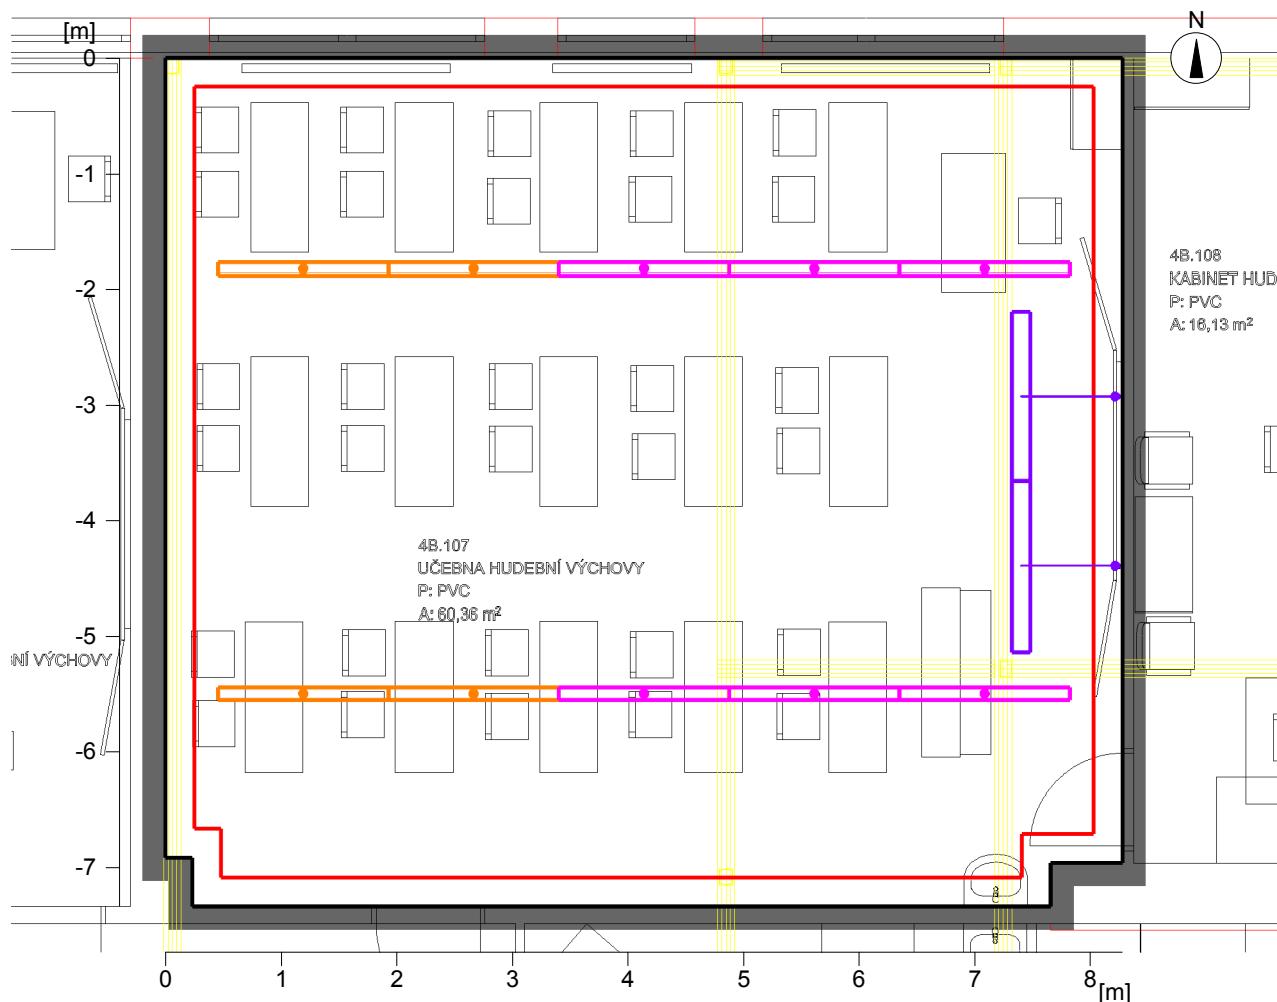 [m]
N
0
-1
-2
-3
-4
-5
-6
-7
4B.108
KABINET HUD
P: PVC
A: 16,13 m²
4B.107
UČEBNA HUDEBNÍ VÝCHOVY
P: PVC
A: 60,36 m²
NÍ VÝCHOVY
0 1 2 3 4 5 6 7 8
[m]